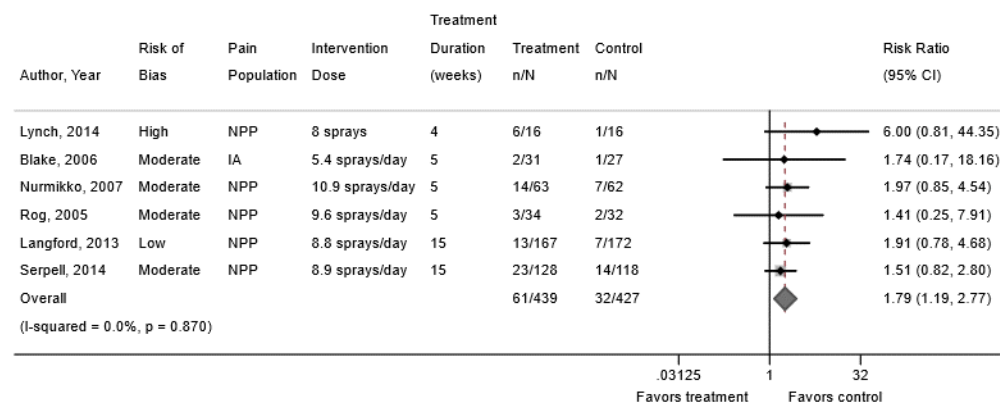 Treatment
Risk of Pain Intervention Duration Treatment Control Risk Ratio
Author, Year Bias Population Dose (weeks) n/N n/N (95% CI)
Lynch, 2014 High NPP 8 sprays 4 6/16 1/16 6.00 (0.81, 44.35)
Blake, 2006 Moderate IA 5.4 sprays/day 5 2/31 1/27 1.74 (0.17, 18.16)
Nurmikko, 2007 Moderate NPP 10.9 sprays/day 5 14/63 7/62 1.97 (0.85, 4.54)
Rog, 2005 Moderate NPP 9.6 sprays/day 5 3/34 2/32 1.41 (0.25, 7.91)
Langford, 2013 Low NPP 8.8 sprays/day 15 13/167 7/172 1.91 (0.78, 4.68)
Serpell, 2014 Moderate NPP 8.9 sprays/day 15 23/128 14/118 1.51 (0.82, 2.80)
Overall 61/439 32/427 1.79 (1.19, 2.77)
(I-squared = 0.0%, p = 0.870)
.03125 1 32
Favors treatment Favors control